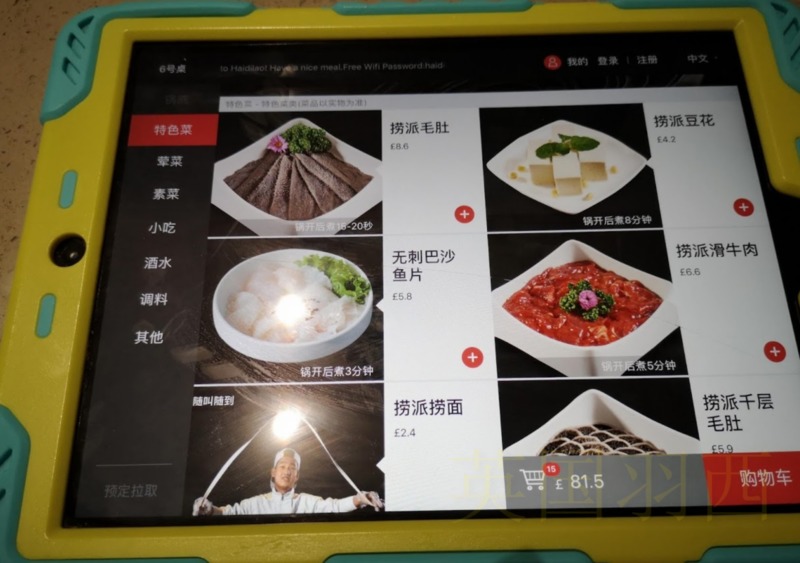 6号桌
to Haidilao! Have a nice meal.Free Wifi Password:haid-
我的 登录 | 注册 中文
特色菜 - 特色菜类(菜品以实物为准)
特色菜
荤菜
素菜
小吃
酒水
调料
其他
预定拉取
捞派毛肚
£8.6
锅开后煮15-20秒
捞派豆花
£4.2
锅开后煮8分钟
无刺巴沙
鱼片
£5.8
锅开后煮3分钟
捞派滑牛肉
£6.6
锅开后煮5分钟
随叫随到
捞派捞面
£2.4
捞派千层
毛肚
£5.9
15
£ 81.5
购物车
英国羽西